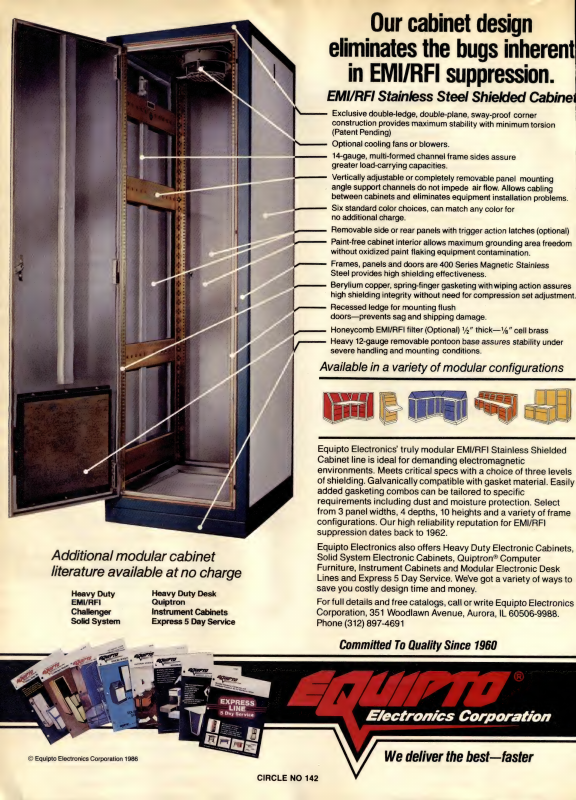 Our cabinet design
eliminates the bugs inherent
in EMI/RFI suppression.
EMI/RFI Stainless Steel Shielded Cabinet
Exclusive double-ledge, double-plane, sway-proof corner
construction provides maximum stability with minimum torsion
(Patent Pending)
Optional cooling fans or blowers.
14-gauge, multi-formed channel frame sides assure
greater load-carrying capacities.
Vertically adjustable or completely removable panel mounting
angle support channels do not impede air flow. Allows cabling
between cabinets and eliminates equipment installation problems.
Six standard color choices, can match any color for
no additional charge.
Removable side or rear panels with trigger action latches (optional)
Paint-free cabinet interior allows maximum grounding area freedom
without oxidized paint flaking equipment contamination.
Frames, panels and doors are 400 Series Magnetic Stainless
Steel provides high shielding effectiveness.
Berylium copper, spring-finger gasketing with wiping action assures
high shielding integrity without need for compression set adjustment.
Recessed ledge for mounting flush
doors—prevents sag and shipping damage.
Honeycomb EMI/RFI filter (Optional) ½" thick—⅛" cell brass
Heavy 12-gauge removable pontoon base assures stability under
severe handling and mounting conditions.
Available in a variety of modular configurations
Equipto Electronics' truly modular EMI/RFI Stainless Shielded
Cabinet line is ideal for demanding electromagnetic
environments. Meets critical specs with a choice of three levels
of shielding. Galvanically compatible with gasket material. Easily
added gasketing combos can be tailored to specific
requirements including dust and moisture protection. Select
from 3 panel widths, 4 depths, 10 heights and a variety of frame
configurations. Our high reliability reputation for EMI/RFI
suppression dates back to 1962.
Equipto Electronics also offers Heavy Duty Electronic Cabinets,
Solid System Electronic Cabinets, Quiptron® Computer
Furniture, Instrument Cabinets and Modular Electronic Desk
Lines and Express 5 Day Service. We've got a variety of ways to
save you costly design time and money.
For full details and free catalogs, call or write Equipto Electronics
Corporation, 351 Woodlawn Avenue, Aurora, IL 60506-9988.
Phone (312) 897-4691
Additional modular cabinet
literature available at no charge
Heavy Duty
EMI/RFI
Challenger
Solid System
Heavy Duty Desk
Quiptron
Instrument Cabinets
Express 5 Day Service
Committed To Quality Since 1960
EQUIPTO®
Electronics Corporation
We deliver the best—faster
EQUIPTO
EXPRESS
LINE
5 Day Service
© Equipto Electronics Corporation 1986
CIRCLE NO 142